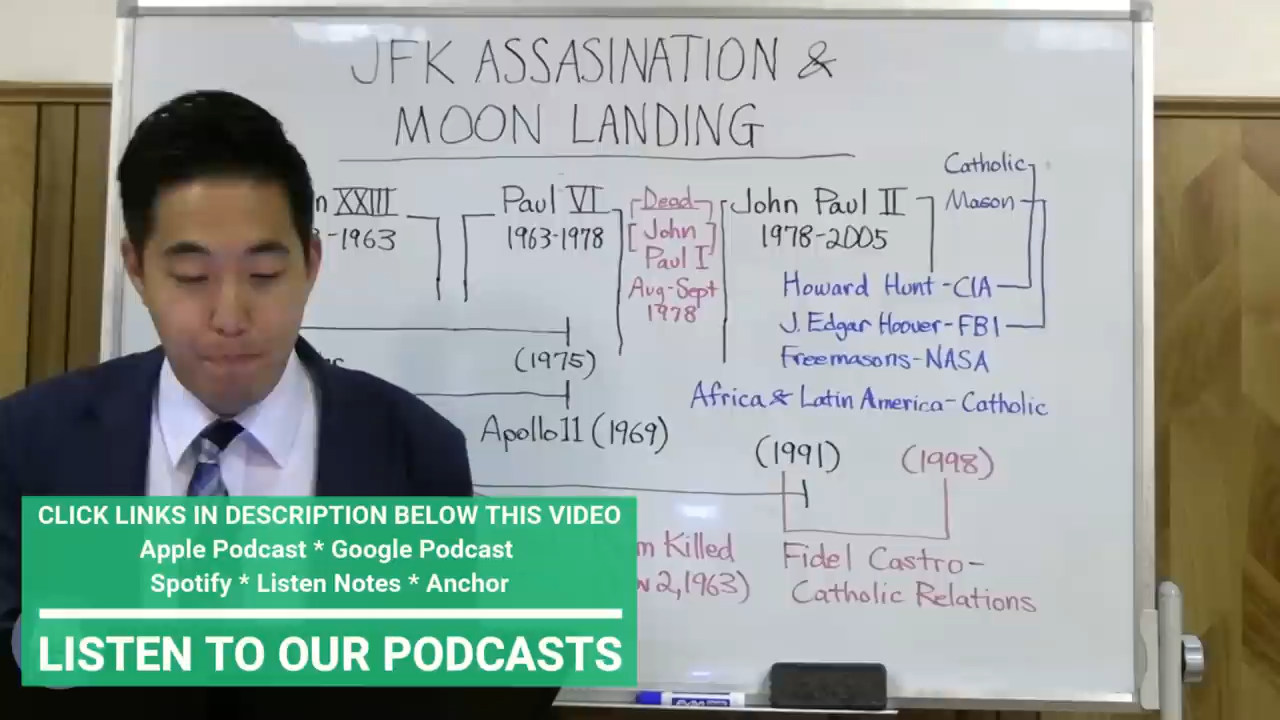 JFK ASSASINATION &
MOON LANDING
Catholic
Mason
XXIII
-1963
Paul VI
1963-1978
Dead
John
Paul I
Aug-Sept
1978
John Paul II
1978-2005
Howard Hunt-CIA
J. Edgar Hoover-FBI
Freemasons-NASA
Africa & Latin America-Catholic
(1975)
Apollo 11 (1969)
(1991)
(1998)
Killed
2,1963)
Fidel Castro-
Catholic Relations
CLICK LINKS IN DESCRIPTION BELOW THIS VIDEO
Apple Podcast * Google Podcast
Spotify * Listen Notes * Anchor
LISTEN TO OUR PODCASTS